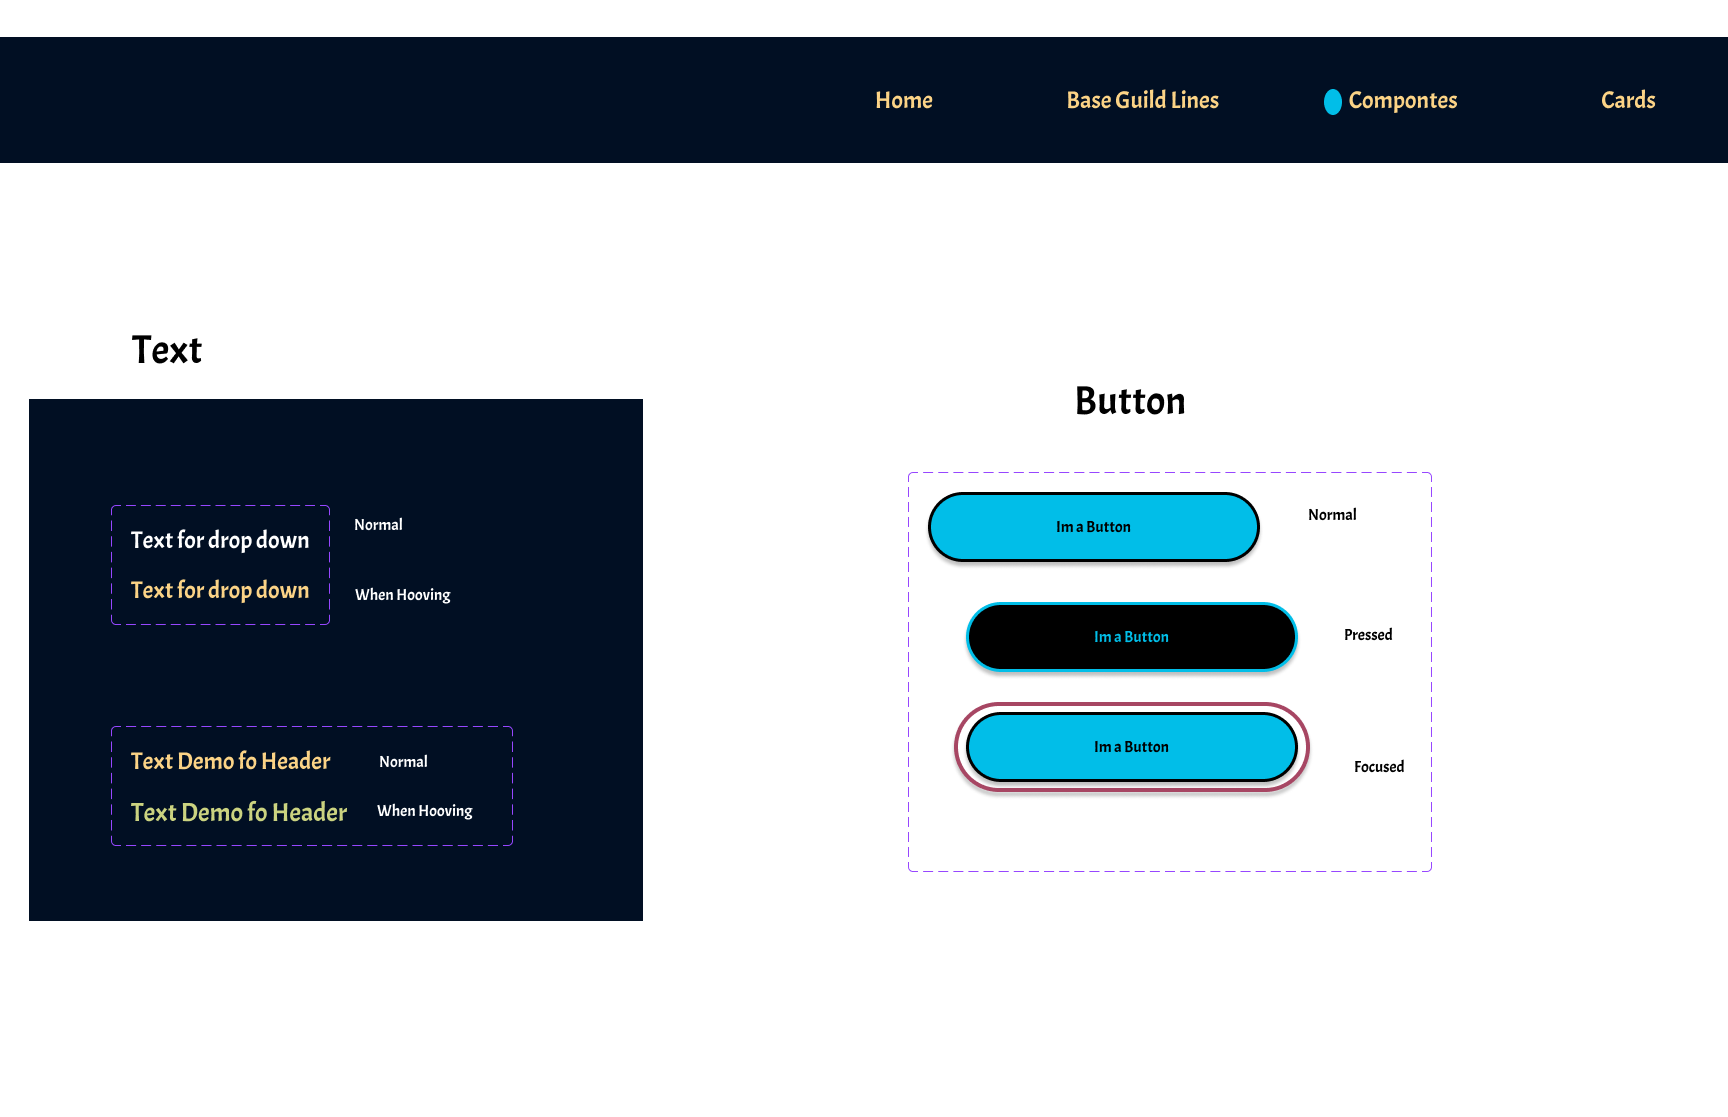 Home
Base Guild Lines
Compontes
Cards
Text
Text for drop down
Normal
Text for drop down
When Hooving
Text Demo fo Header
Normal
Text Demo fo Header
When Hooving
Button
Im a Button
Normal
Im a Button
Pressed
Im a Button
Focused